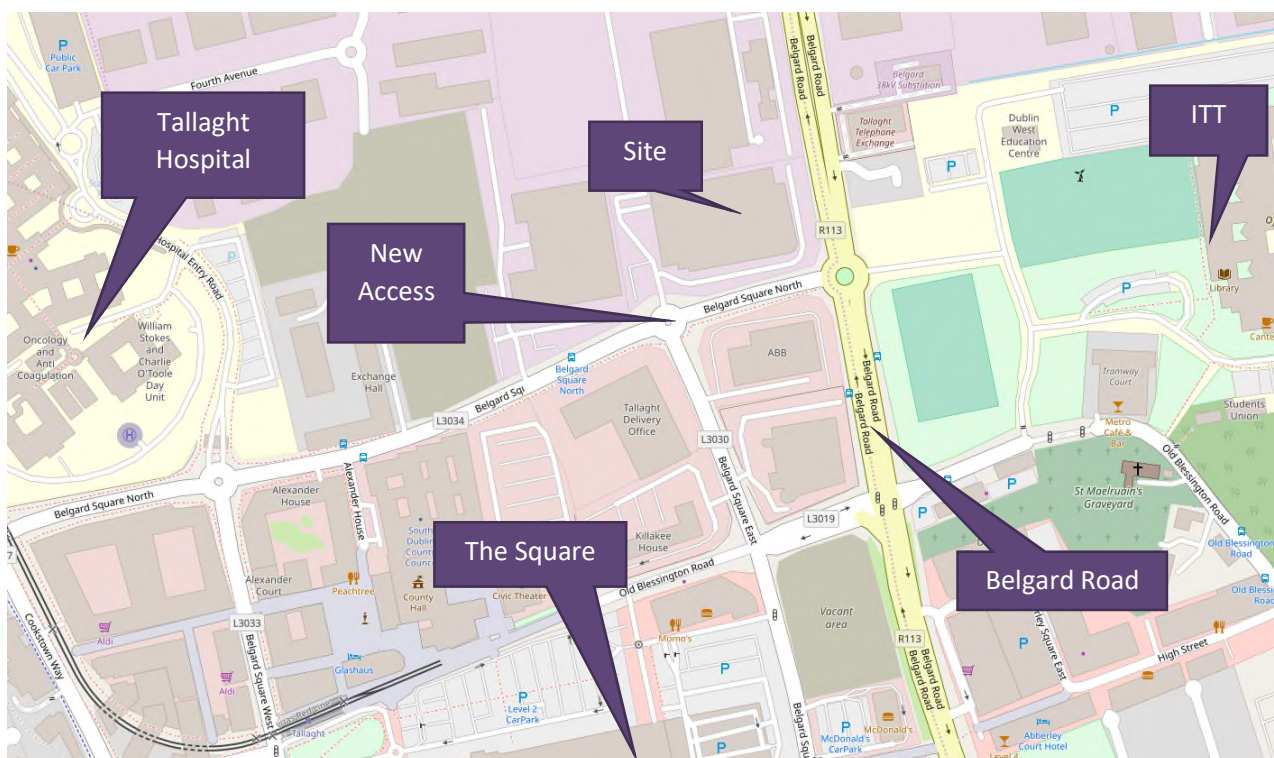 P
Public
Car Park
Fourth Avenue
Tallaght
Hospital
Site
ITT
New
Access
The Square
Belgard Road
Belgard Road
Belgard Road
Belgard
38kV Substation
Tallaght
Telephone
Exchange
P
Dublin
West
Education
Centre
P
R113
Library
P
Hospital Entry Road
P
Oncology
and
Anti
Coagulation
William
Stokes
and
Charlie
O'Toole
Day
Unit
H
Exchange
Hall
Belgard Square North
Belgard
Square
North
Belgard Squ
L3034
ABB
Tallaght
Delivery
Office
L3030
Belgard Square East
Belgard Road
Belgard Road
Tramway
Court
Metro
Café &
Bar
Students
Union
Old Blessington Road
St Maelruain's
Graveyard
P
P
L3019
Belgard Square North
Alexander
House
Alexander House
South
Dublin
County
Council
County
Hall
Killakee
House
Old Blessington Road
Civic Theater
Alexander
Court
Peachtree
L3033
Aldi
Aldi
Cookstown Way
Belgard Square West
Glashaus
Tallaght
P
Level 2
CarPark
Momo's
P
P
Vacant
area
R113
Belgard Road
Belgard Road
P
McDonald's
CarPark
McDonald's
P
High Street
Abberley
Court Hotel
Old Blessington
Road